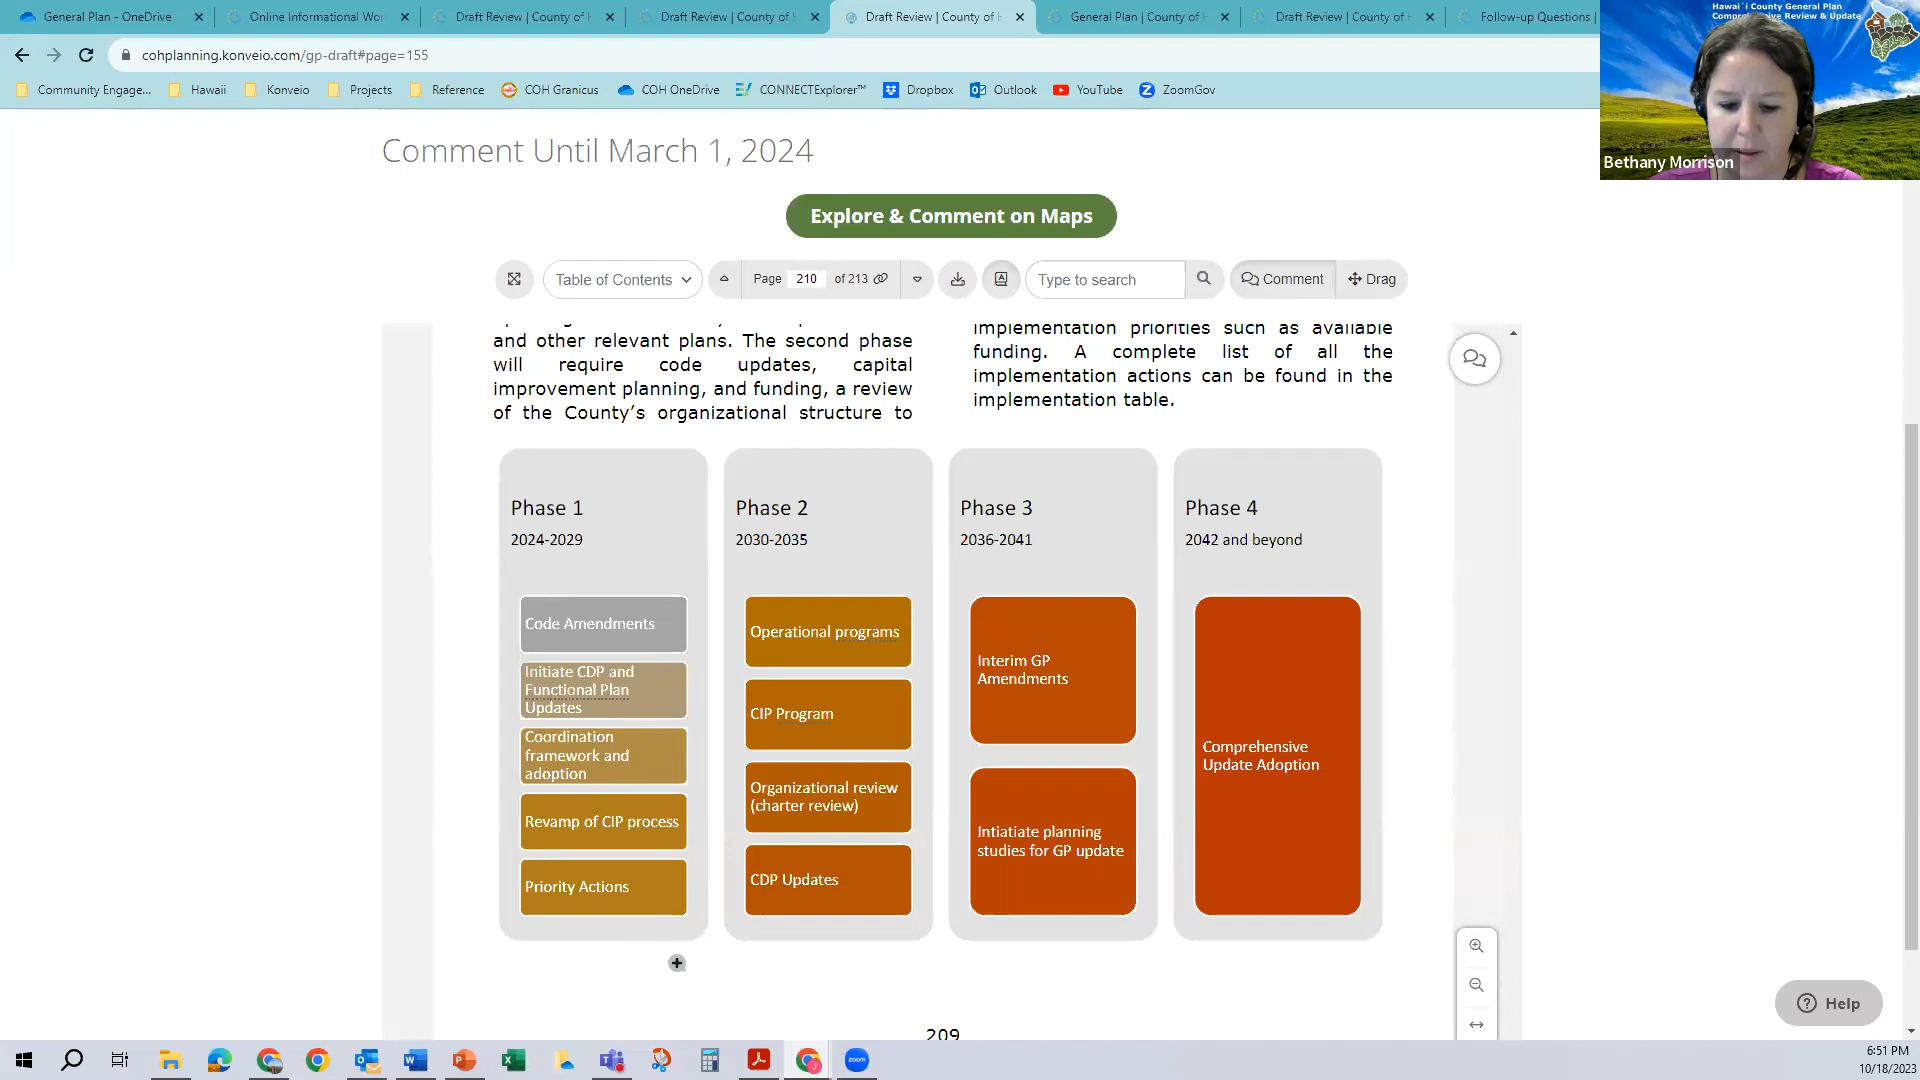 General Plan - OneDrive
Online Informational Wor
Draft Review | County of H
Draft Review | County of H
Draft Review | County of H
General Plan | County of H
Draft Review | County of H
Follow-up Questions |
cohplanning.konveio.com/gp-draft#page=155
Community Engage...
Hawaii
Konveio
Projects
Reference
COH Granicus
COH OneDrive
CONNECTExplorer™
Dropbox
Outlook
YouTube
ZoomGov
Hawai´i County General Plan
Comprehensive Review & Update
Bethany Morrison
Comment Until March 1, 2024
Explore & Comment on Maps
Table of Contents
Page 210 of 213
Type to search
Comment
Drag
and other relevant plans. The second phase
will require code updates, capital
improvement planning, and funding, a review
of the County’s organizational structure to
implementation priorities such as available
funding. A complete list of all the
implementation actions can be found in the
implementation table.
Phase 1
2024-2029
Code Amendments
Initiate CDP and
Functional Plan
Updates
Coordination
framework and
adoption
Revamp of CIP process
Priority Actions
Phase 2
2030-2035
Operational programs
CIP Program
Organizational review
(charter review)
CDP Updates
Phase 3
2036-2041
Interim GP
Amendments
Intiatiate planning
studies for GP update
Phase 4
2042 and beyond
Comprehensive
Update Adoption
209
Help
6:51 PM
10/18/2023